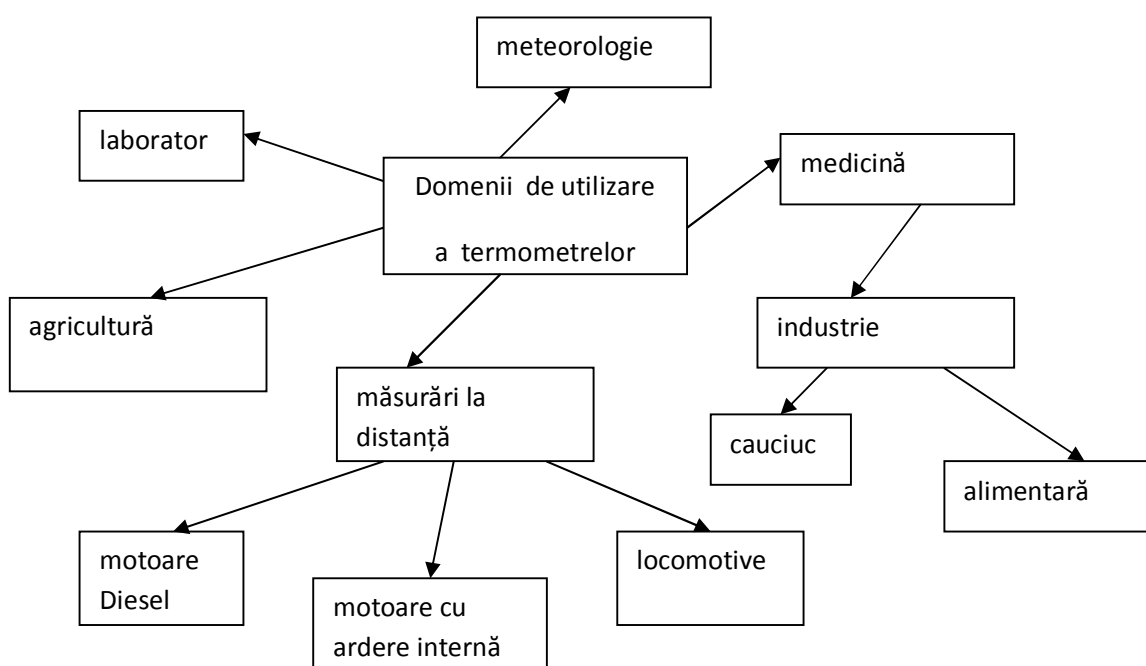 meteorologie
laborator
Domenii de utilizare
a termometrelor
medicină
agricultură
industrie
măsurări la
distanță
cauciuc
alimentară
motoare
Diesel
motoare cu
ardere internă
locomotive